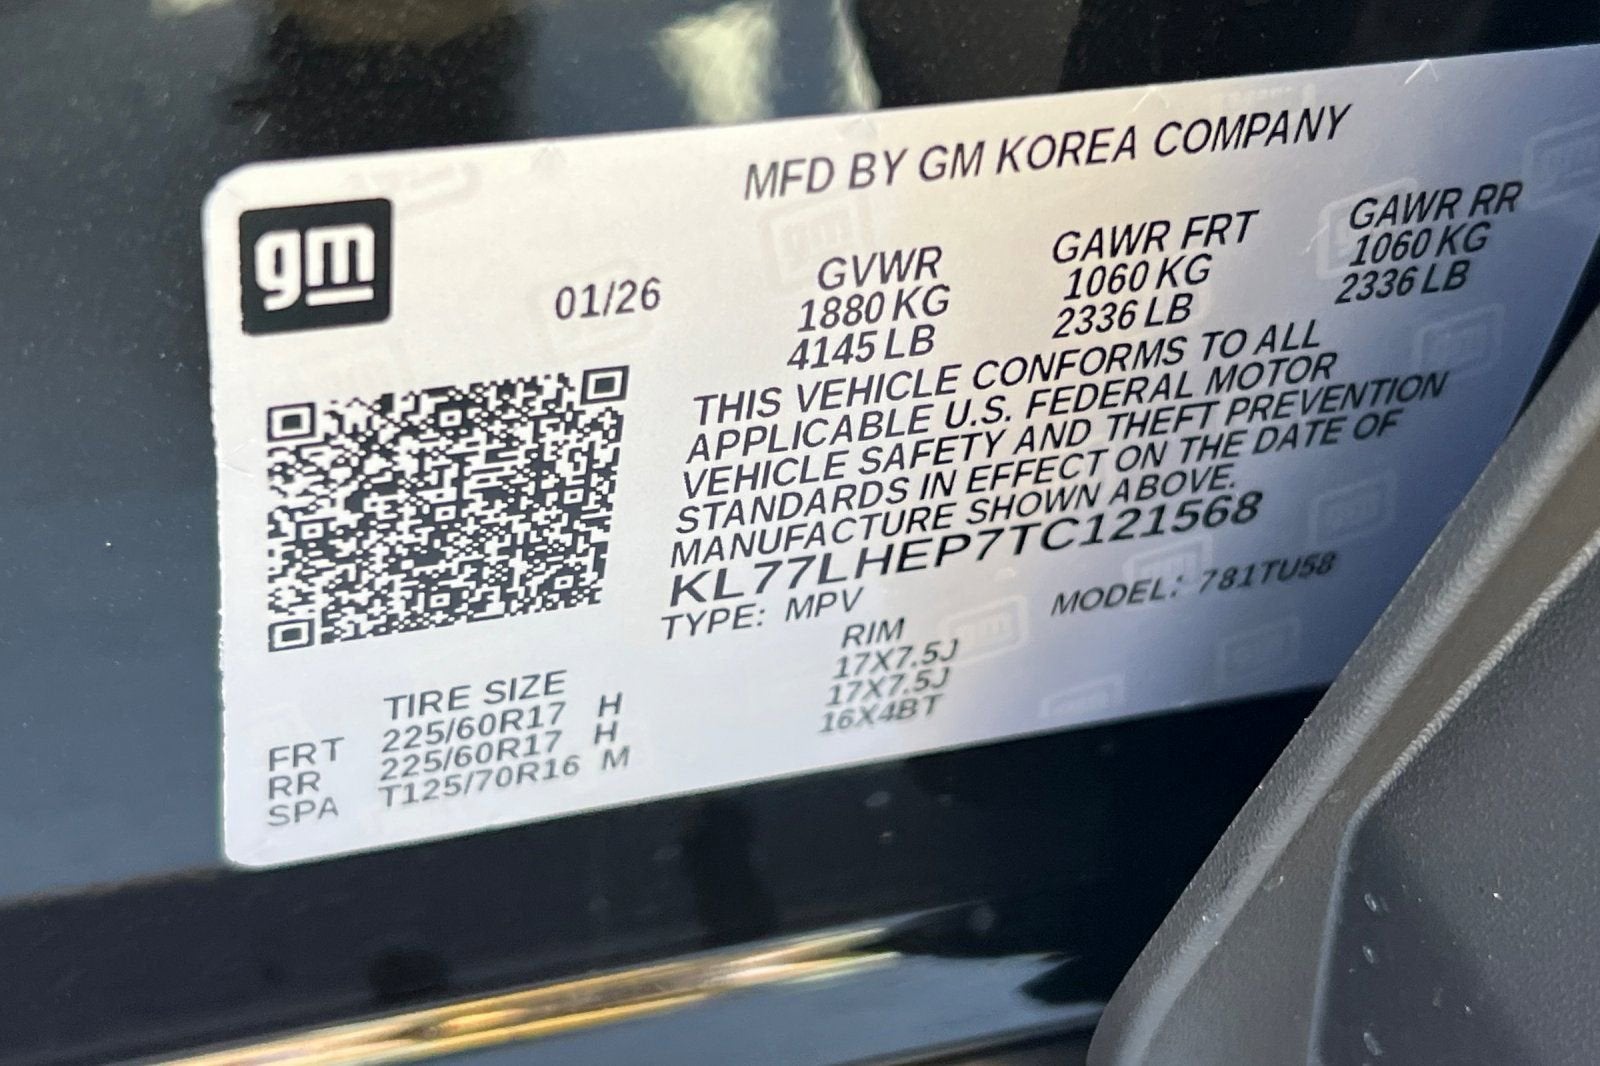 MFD BY GM KOREA COMPANY
gm
01/26
GVWR
1880 KG
4145 LB
GAWR FRT
1060 KG
2336 LB
GAWR RR
1060 KG
2336 LB
THIS VEHICLE CONFORMS TO ALL
APPLICABLE U.S. FEDERAL MOTOR
VEHICLE SAFETY AND THEFT PREVENTION
STANDARDS IN EFFECT ON THE DATE OF
MANUFACTURE SHOWN ABOVE.
KL77LHEP7TC121568
TYPE: MPV
MODEL: 781TU58
TIRE SIZE
RIM
FRT 225/60R17 H 17X7.5J
RR 225/60R17 H 17X7.5J
SPA T125/70R16 M 16X4BT